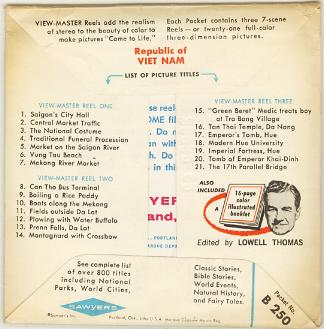 VIEW-MASTER Reels add the realism
of stereo to the beauty of color to
make pictures "Come to Life."
Each Packet contains three 7-scene
Reels — or twenty-one full-color
three-dimensional pictures.
Republic of
VIET NAM
LIST OF PICTURE TITLES
VIEW-MASTER REEL ONE
1. Saigon's City Hall
2. Central Market Traffic
3. The National Costume
4. Traditional Funeral Procession
5. Market on the Saigon River
6. Vung Tau Beach
7. Mekong River Market
VIEW-MASTER REEL TWO
8. Can Tho Bus Terminal
9. Bailing a Rice Paddy
10. Boats along the Mekong
11. Fields outside Da Lat
12. Plowing with Water Buffalo
13. Prenn Falls, Da Lat
14. Montagnard with Crossbow
VIEW-MASTER REEL THREE
15. "Green Beret" Medic treats boy
at Tra Bang Village
16. Tan Thai Temple, Da Nang
17. Emperor's Tomb, Hue
18. Modern Hue University
19. Imperial Fortress, Hue
20. Tomb of Emperor Khai-Dinh
21. The 17th Parallel Bridge
ALSO
INCLUDED
A
16-page
color
illustrated
booklet
Edited by LOWELL THOMAS
See complete list
of over 800 titles
including National
Parks, World Cities,
Classic Stories,
Bible Stories,
World Events,
Natural History,
and Fairy Tales.
SAWYERS
Packet No.
B 250
Portland, Ore.